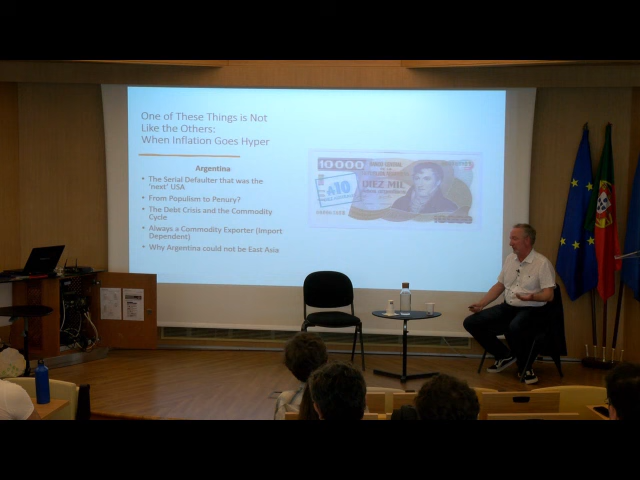 One of These Things is Not
Like the Others:
When Inflation Goes Hyper
Argentina
• The Serial Defaulter that was the
'next' USA
• From Populism to Penury?
• The Debt Crisis and the Commodity
Cycle
• Always a Commodity Exporter (Import
Dependent)
• Why Argentina could not be East Asia
10000
DIEZ MIL
A10
10000